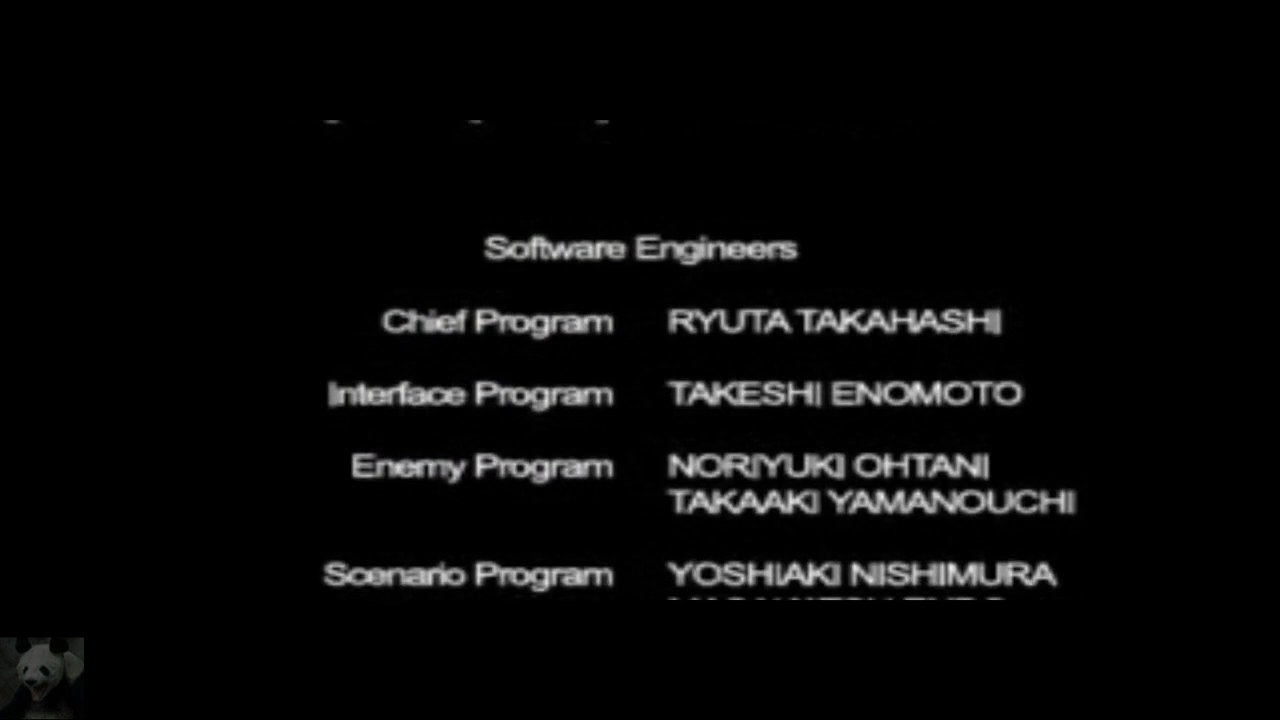 Software Engineers
Chief Program RYUTA TAKAHASHI
Interface Program TAKESHI ENOMOTO
Enemy Program NORIYUKI OHTANI
TAKAAKI YAMANOUCHI
Scenario Program YOSHIAKI NISHIMURA